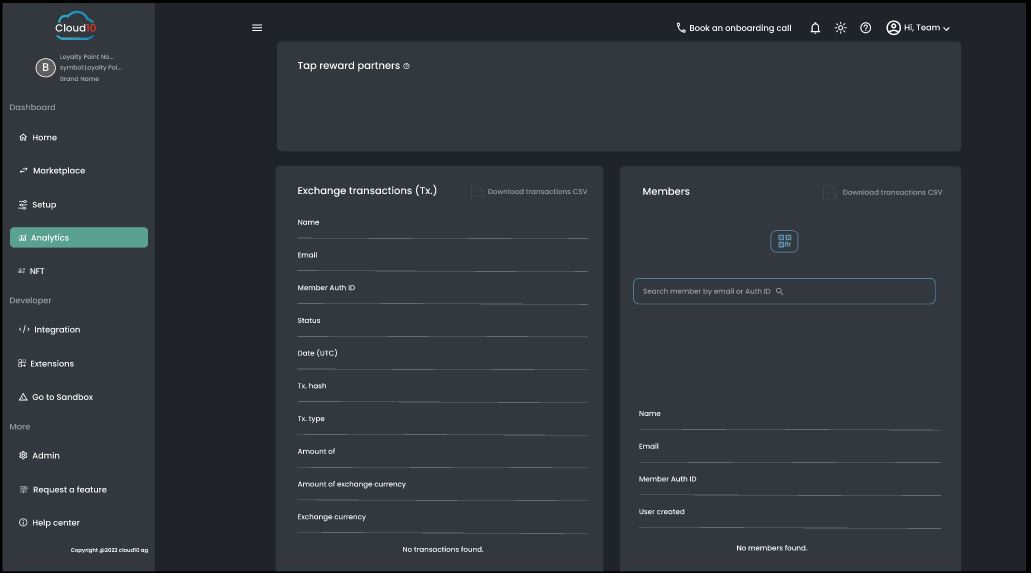 Cloud10
B
Loyalty Point No...
symbol:Loyalty Poi...
Brand Name
Dashboard
Home
Marketplace
Setup
Analytics
NFT
Developer
Integration
Extensions
Go to Sandbox
More
Admin
Request a feature
Help center
Copyright @2022 cloud10 ag
Book an onboarding call
Hi, Team
Tap reward partners
Exchange transactions (Tx.)
Download transactions CSV
Name
Email
Member Auth ID
Status
Date (UTC)
Tx. hash
Tx. type
Amount of
Amount of exchange currency
Exchange currency
No transactions found.
Members
Download transactions CSV
Search member by email or Auth ID
Name
Email
Member Auth ID
User created
No members found.